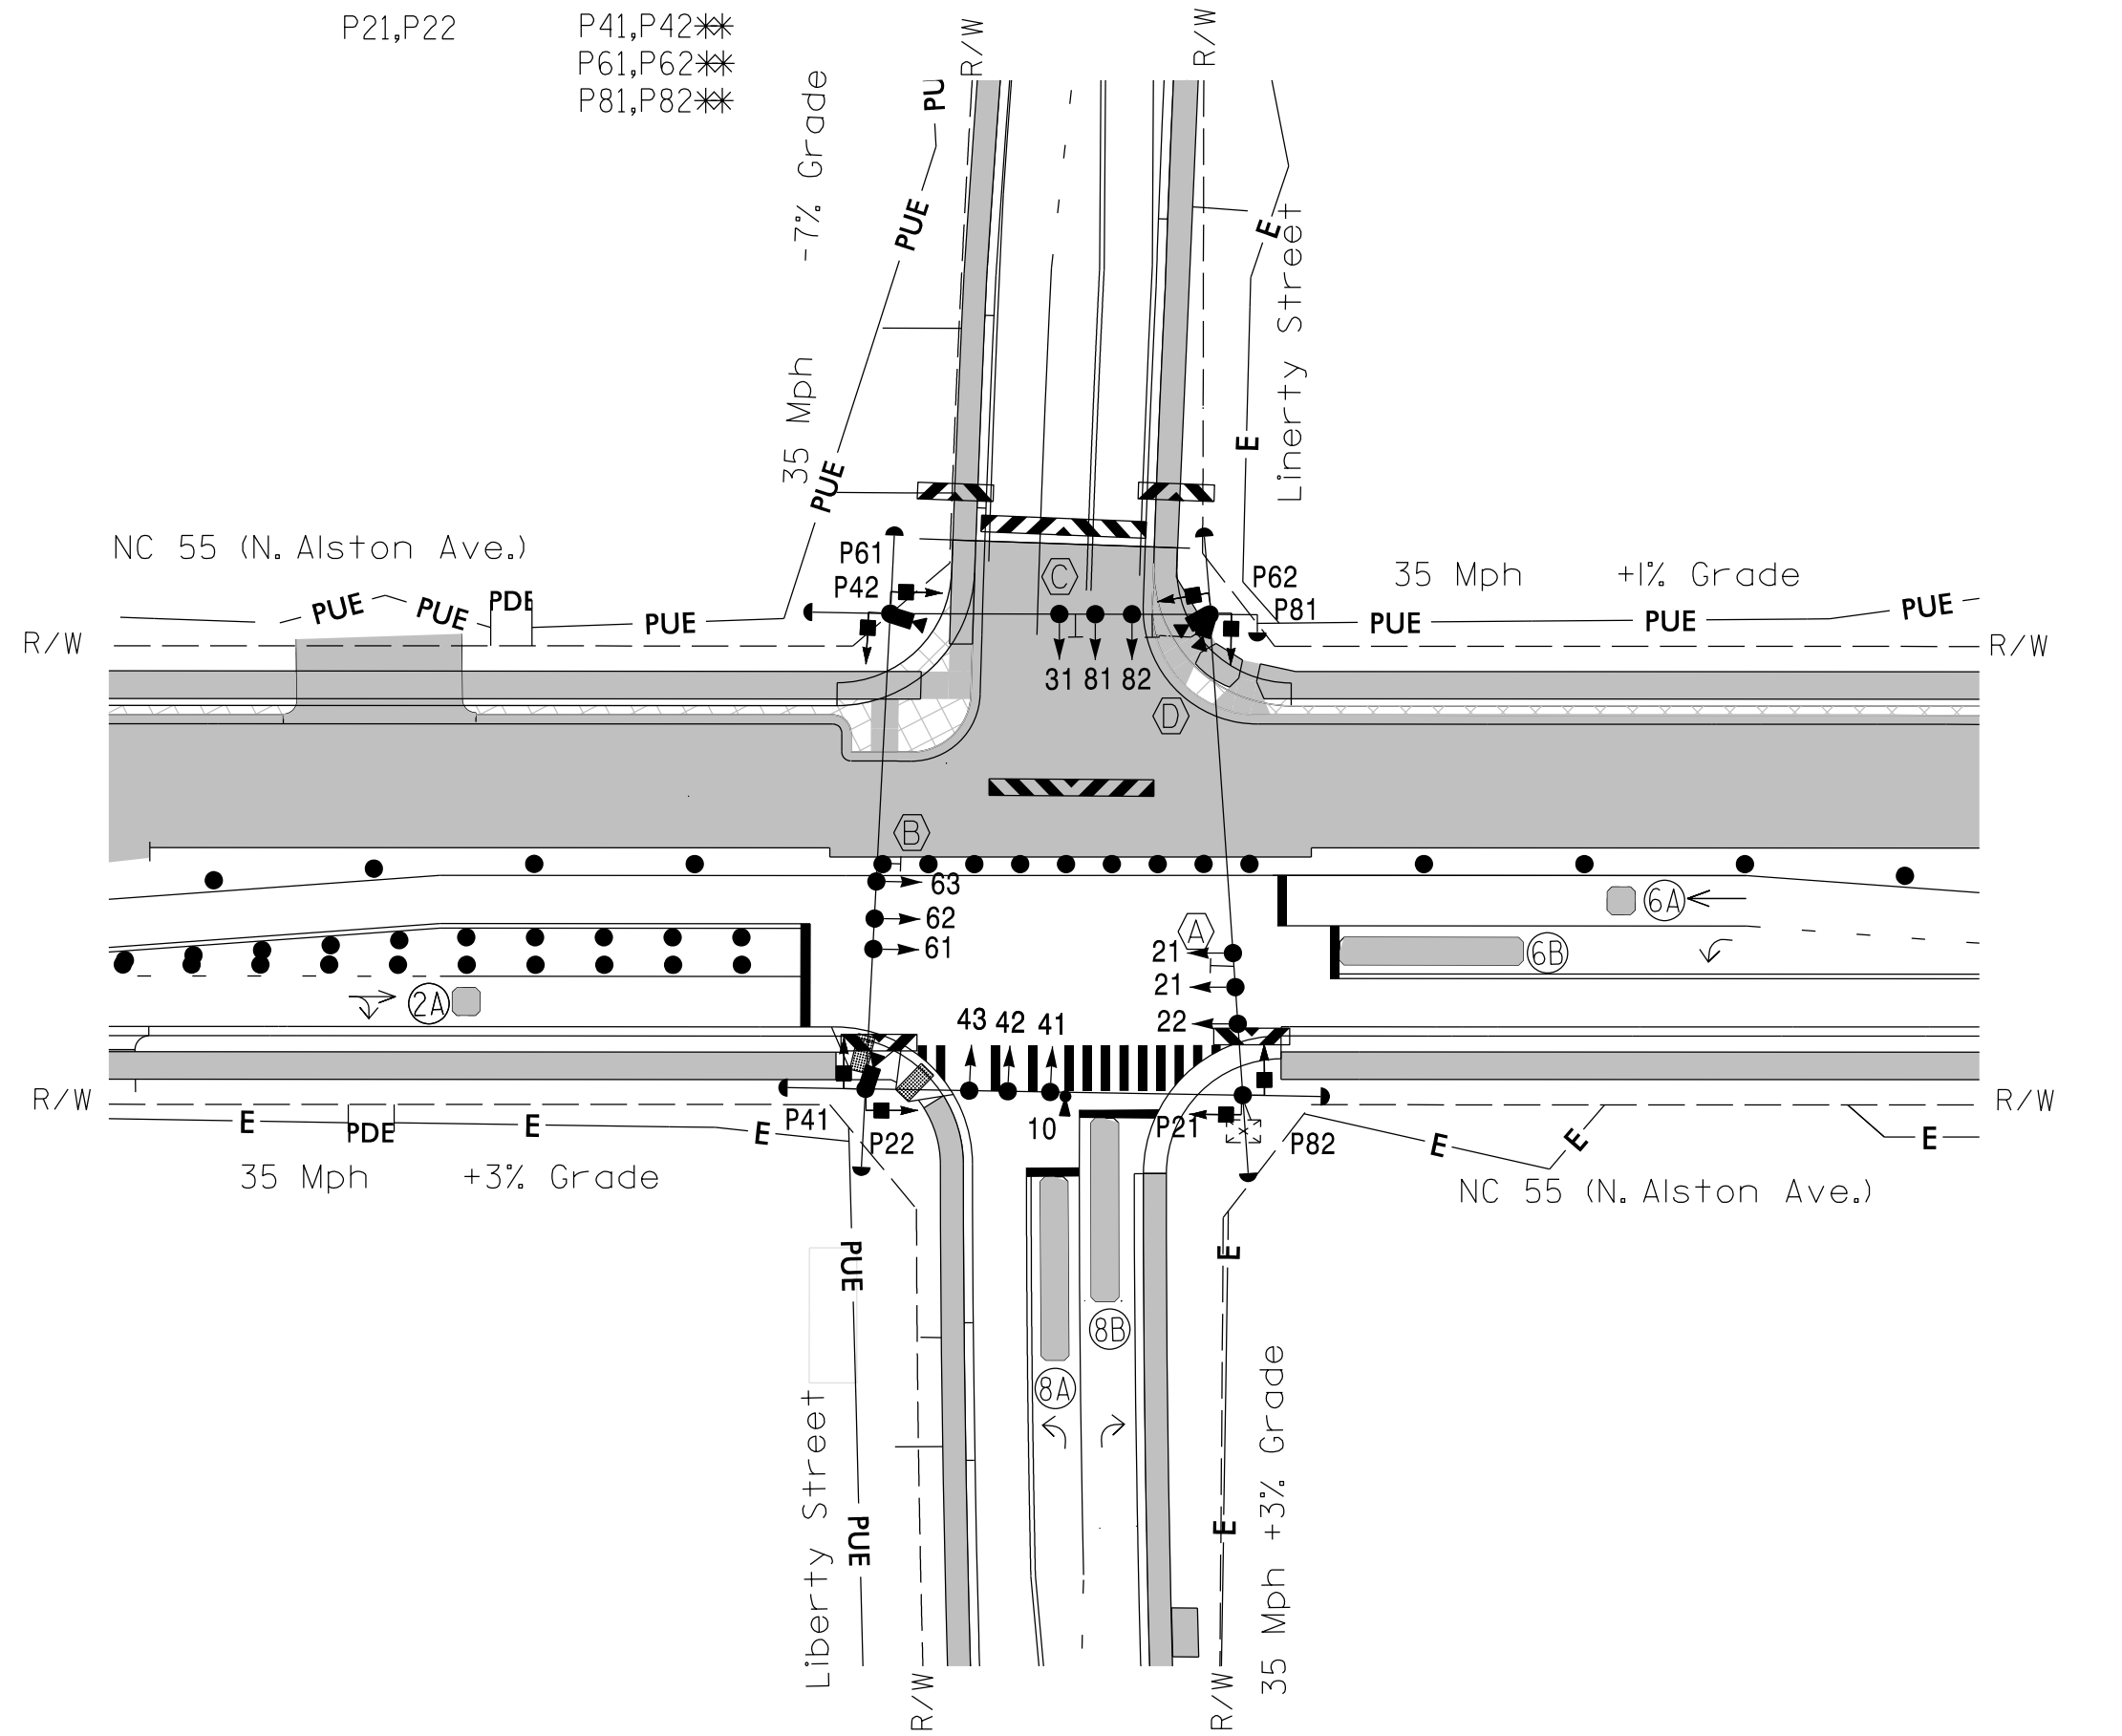 P21,P22 P41,P42**
P61,P62**
P81,P82**
R/W
R/W
-7% Grade
35 Mph
PU
PUE
PUE
E
E
Linerty Street
NC 55 (N. Alston Ave.)
P61
P42
C
P62
P81
35 Mph +1% Grade
PUE PUE PDE PUE
PUE PUE PUE
R/W
R/W
31 81 82
D
B
63
62
61
A
21
21
22
6A
6B
2A
43 42 41
R/W
R/W
E PDE E E
P41
P22
10
P21
P82
E E E
35 Mph +3% Grade
NC 55 (N. Alston Ave.)
PUE
PUE
E
E
8B
8A
Liberty Street
35 Mph +3% Grade
R/W
R/W